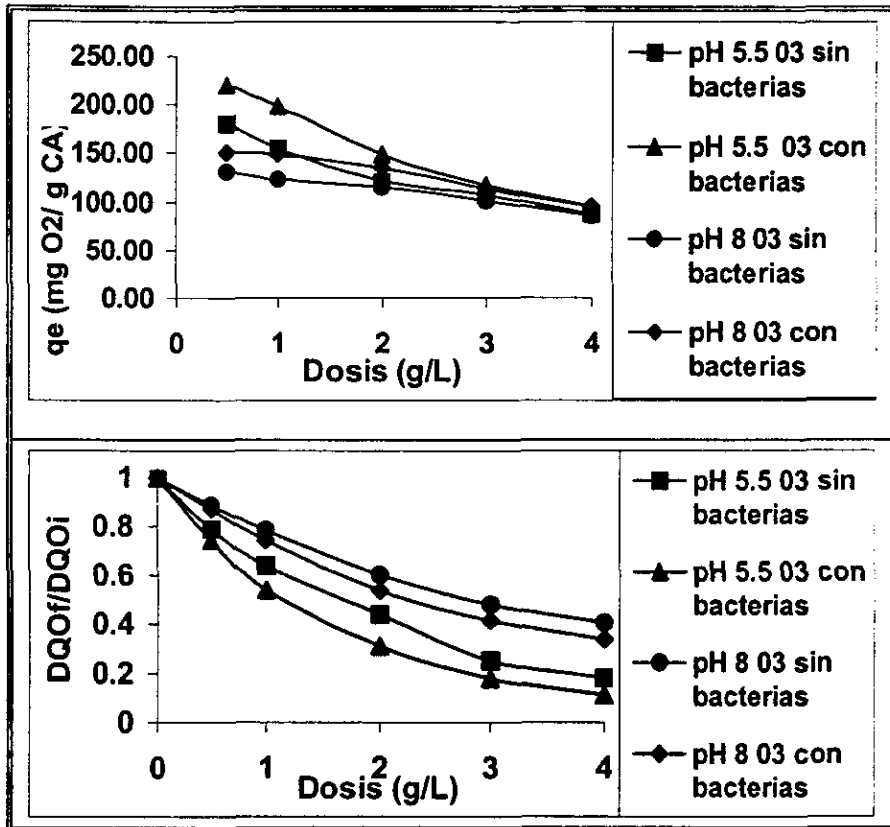 250.00
200.00
150.00
100.00
50.00
0.00
qe (mg O2/ g CA)
0 1 2 3 4
Dosis (g/L)
pH 5.5 03 sin
bacterias
pH 5.5 03 con
bacterias
pH 8 03 sin
bacterias
pH 8 03 con
bacterias
1
0.8
0.6
0.4
0.2
0
DQOf/DQOi
0 1 2 3 4
Dosis (g/L)
pH 5.5 03 sin
bacterias
pH 5.5 03 con
bacterias
pH 8 03 sin
bacterias
pH 8 03 con
bacterias